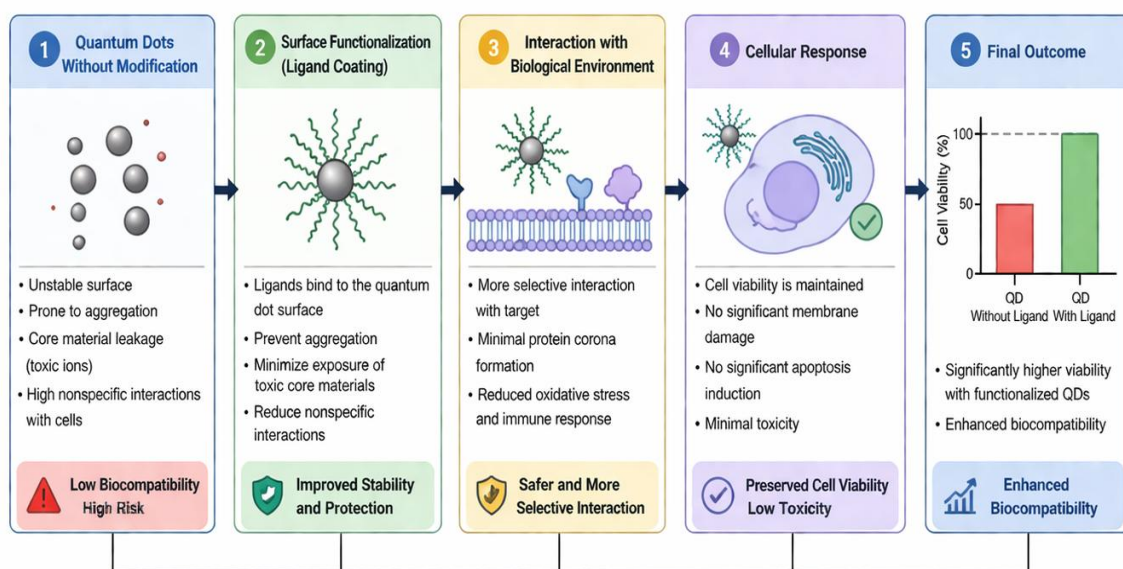 1
Quantum Dots
Without Modification
• Unstable surface
• Prone to aggregation
• Core material leakage
(toxic ions)
• High nonspecific interactions
with cells
Low Biocompatibility
High Risk
2
Surface Functionalization
(Ligand Coating)
• Ligands bind to the quantum
dot surface
• Prevent aggregation
• Minimize exposure of
toxic core materials
• Reduce nonspecific
interactions
Improved Stability
and Protection
3
Interaction with
Biological Environment
• More selective interaction
with target
• Minimal protein corona
formation
• Reduced oxidative stress
and immune response
Safer and More
Selective Interaction
4
Cellular Response
• Cell viability is maintained
• No significant membrane
damage
• No significant apoptosis
induction
• Minimal toxicity
Preserved Cell Viability
Low Toxicity
5
Final Outcome
Cell Viability (%)
100
50
0
QD
Without Ligand
QD
With Ligand
• Significantly higher viability
with functionalized QDs
• Enhanced biocompatibility
Enhanced
Biocompatibility